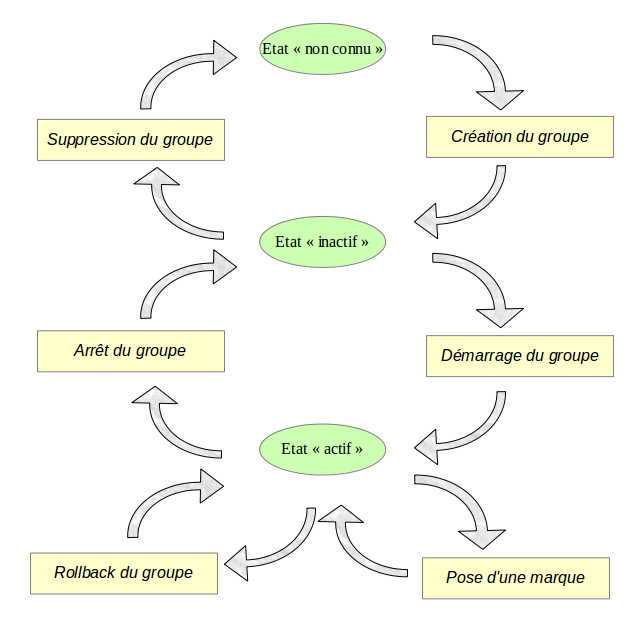 Etat « non connu »
Suppression du groupe
Création du groupe
Etat « inactif »
Arrêt du groupe
Démarrage du groupe
Etat « actif »
Rollback du groupe
Pose d'une marque